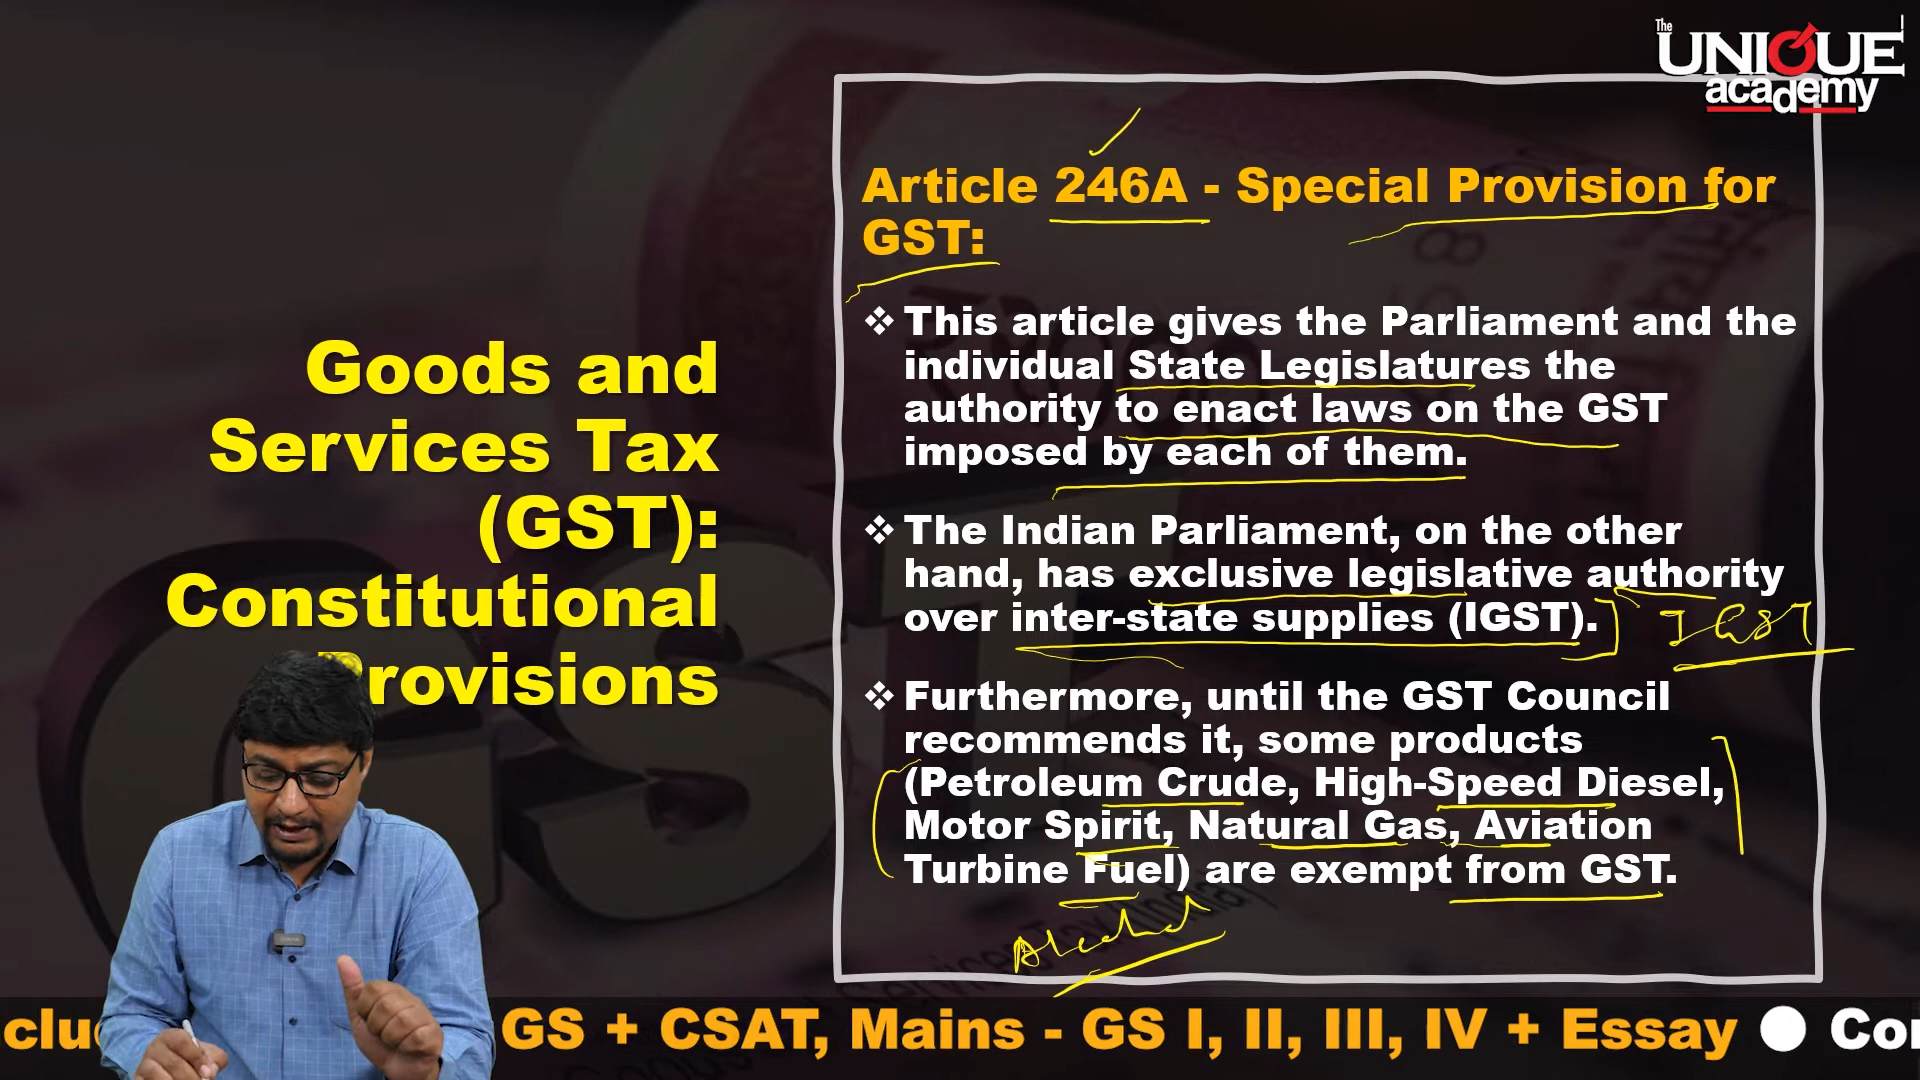 The
UNIQUE
academy
Article 246A - Special Provision for
GST:
❖ This article gives the Parliament and the
individual State Legislatures the
authority to enact laws on the GST
imposed by each of them.
❖ The Indian Parliament, on the other
hand, has exclusive legislative authority
over inter-state supplies (IGST).
IGST
❖ Furthermore, until the GST Council
recommends it, some products
(Petroleum Crude, High-Speed Diesel,
Motor Spirit, Natural Gas, Aviation
Turbine Fuel) are exempt from GST.
Alcohol
Goods and
Services Tax
(GST):
Constitutional
Provisions
GS + CSAT, Mains - GS I, II, III, IV + Essay